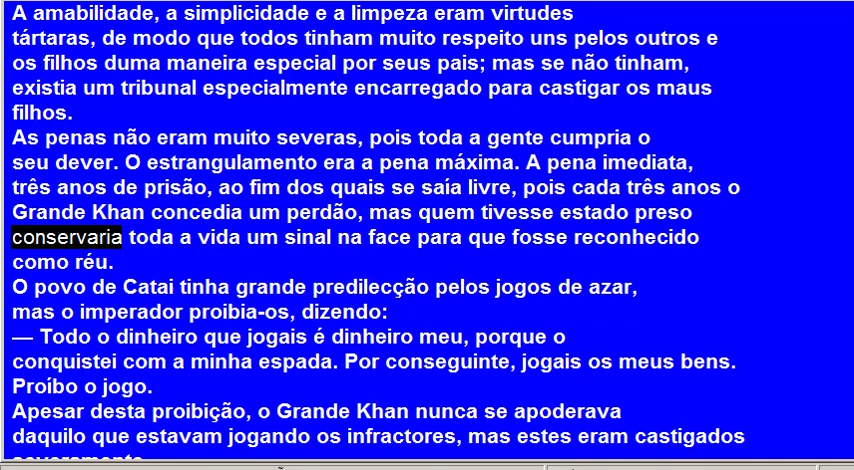 A amabilidade, a simplicidade e a limpeza eram virtudes
tártaras, de modo que todos tinham muito respeito uns pelos outros e
os filhos duma maneira especial por seus pais; mas se não tinham,
existia um tribunal especialmente encarregado para castigar os maus
filhos.
As penas não eram muito severas, pois toda a gente cumpria o
seu dever. O estrangulamento era a pena máxima. A pena imediata,
três anos de prisão, ao fim dos quais se saía livre, pois cada três anos o
Grande Khan concedia um perdão, mas quem tivesse estado preso
conservaria toda a vida um sinal na face para que fosse reconhecido
como réu.
O povo de Catai tinha grande predilecção pelos jogos de azar,
mas o imperador proibia-os, dizendo:
— Todo o dinheiro que jogais é dinheiro meu, porque o
conquistei com a minha espada. Por conseguinte, jogais os meus bens.
Proíbo o jogo.
Apesar desta proibição, o Grande Khan nunca se apoderava
daquilo que estavam jogando os infractores, mas estes eram castigados